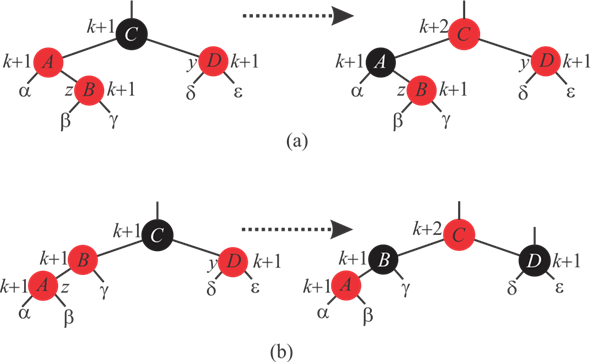 k+1 C k+2 C
k+1 A y D k+1 k+1 A y D k+1
α z B k+1 δ ε α z B k+1 δ ε
β γ β γ
(a)
k+1 C k+2 C
k+1 B y D k+1 k+1 B D k+1
k+1 A z γ δ ε k+1 A γ δ ε
α β α β
(b)